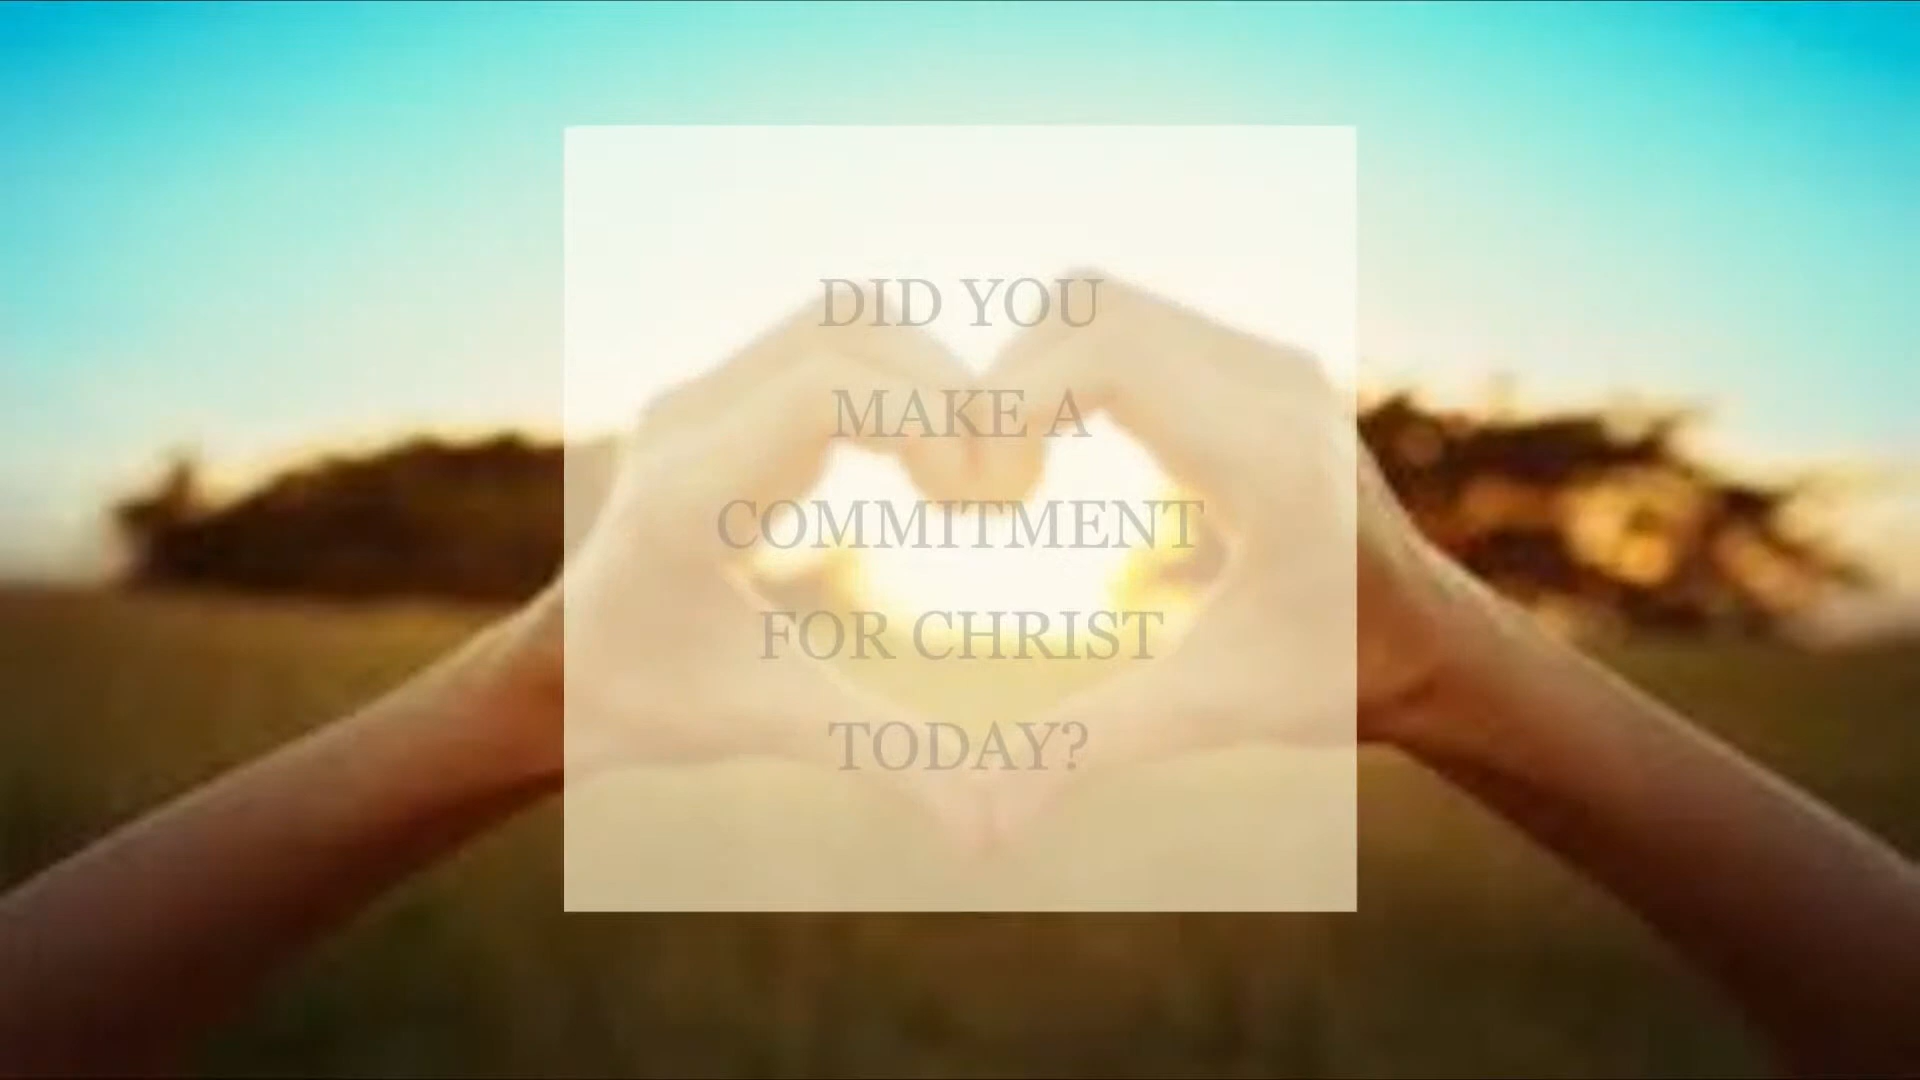 DID YOU
MAKE A
COMMITMENT
FOR CHRIST
TODAY?